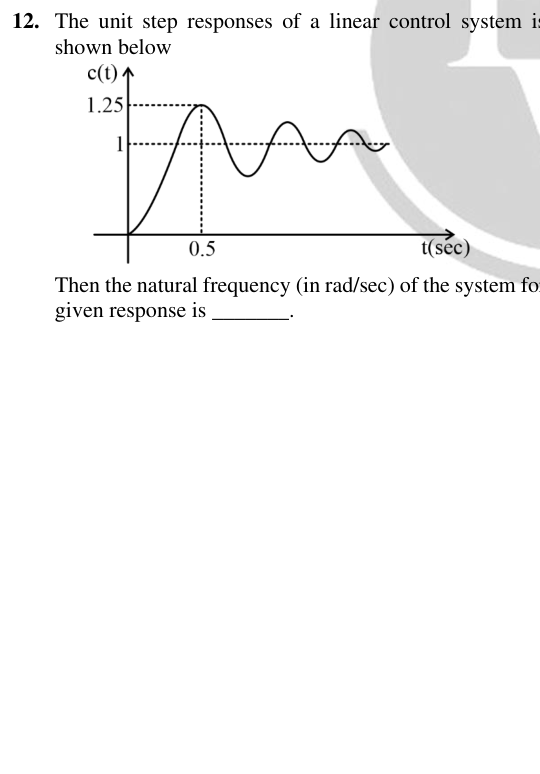 12. The unit step responses of a linear control system is
shown below
c(t)
1.25
1
0.5
t(sec)
Then the natural frequency (in rad/sec) of the system fo
given response is _______.